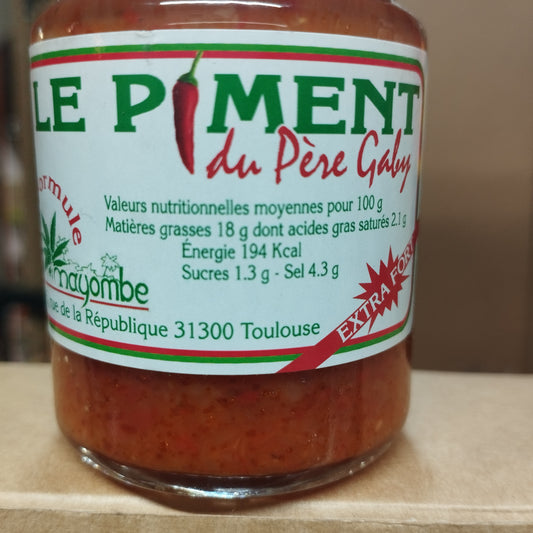 LE PIMENT
du Père Gaby
Formule
mayombe
Valeurs nutritionnelles moyennes pour 100 g
Matières grasses 18 g dont acides gras saturés 2.1 g
Énergie 194 Kcal
Sucres 1.3 g - Sel 4.3 g
rue de la République 31300 Toulouse
EXTRA FORT